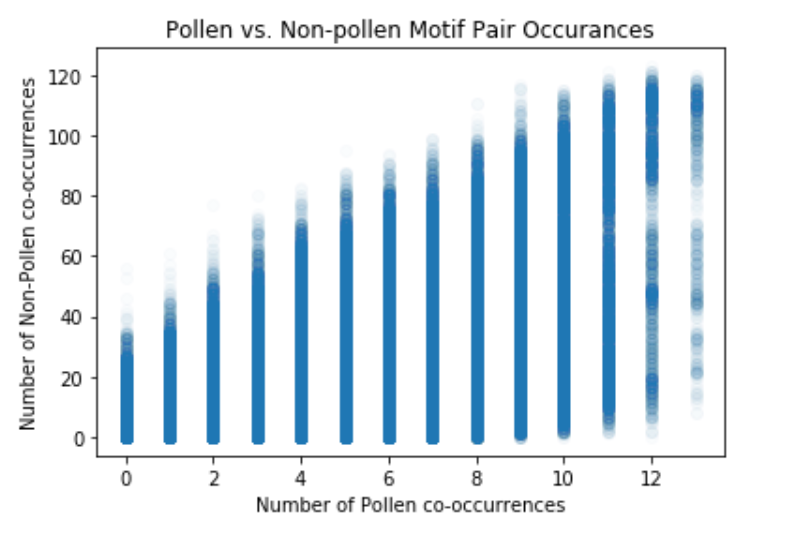 Pollen vs. Non-pollen Motif Pair Occurances
Number of Non-Pollen co-occurrences
120
100
80
60
40
20
0
0 2 4 6 8 10 12
Number of Pollen co-occurrences